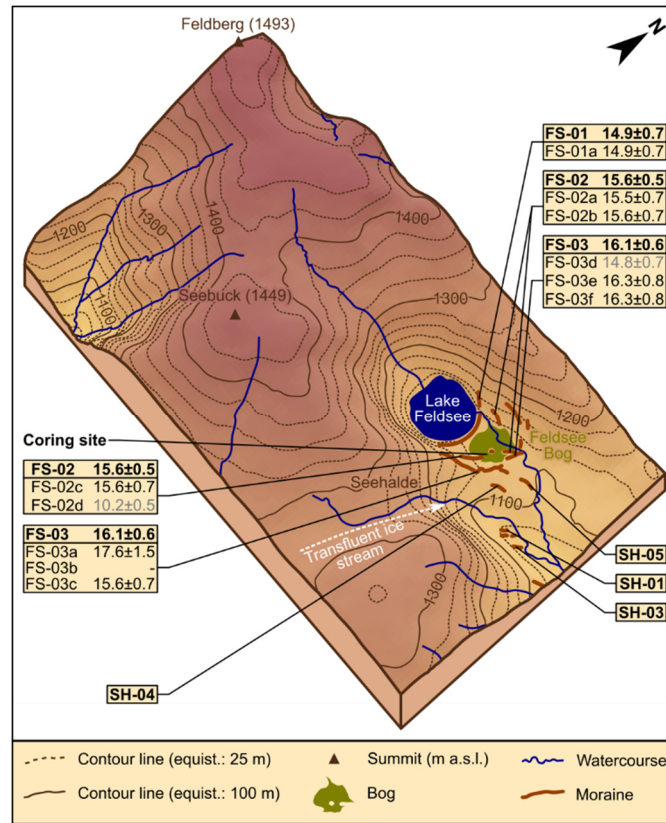 Feldberg (1493)
N
FS-01 14.9±0.7
FS-01a 14.9±0.7
FS-02 15.6±0.5
FS-02a 15.5±0.7
FS-02b 15.6±0.7
FS-03 16.1±0.6
FS-03d 14.8±0.7
FS-03e 16.3±0.8
FS-03f 16.3±0.8
1200
1300
1400
1100
1400
1300
Seebuck (1449)
1200
Lake
Feldsee
Feldsee
Bog
Coring site
FS-02 15.6±0.5
FS-02c 15.6±0.7
FS-02d 10.2±0.5
Seehalde
1100
FS-03 16.1±0.6
FS-03a 17.6±1.5
FS-03b -
FS-03c 15.6±0.7
Transfluent ice
stream
1300
SH-05
SH-01
SH-03
SH-04
Contour line (equist.: 25 m)
Summit (m a.s.l.)
Watercourse
Contour line (equist.: 100 m)
Bog
Moraine